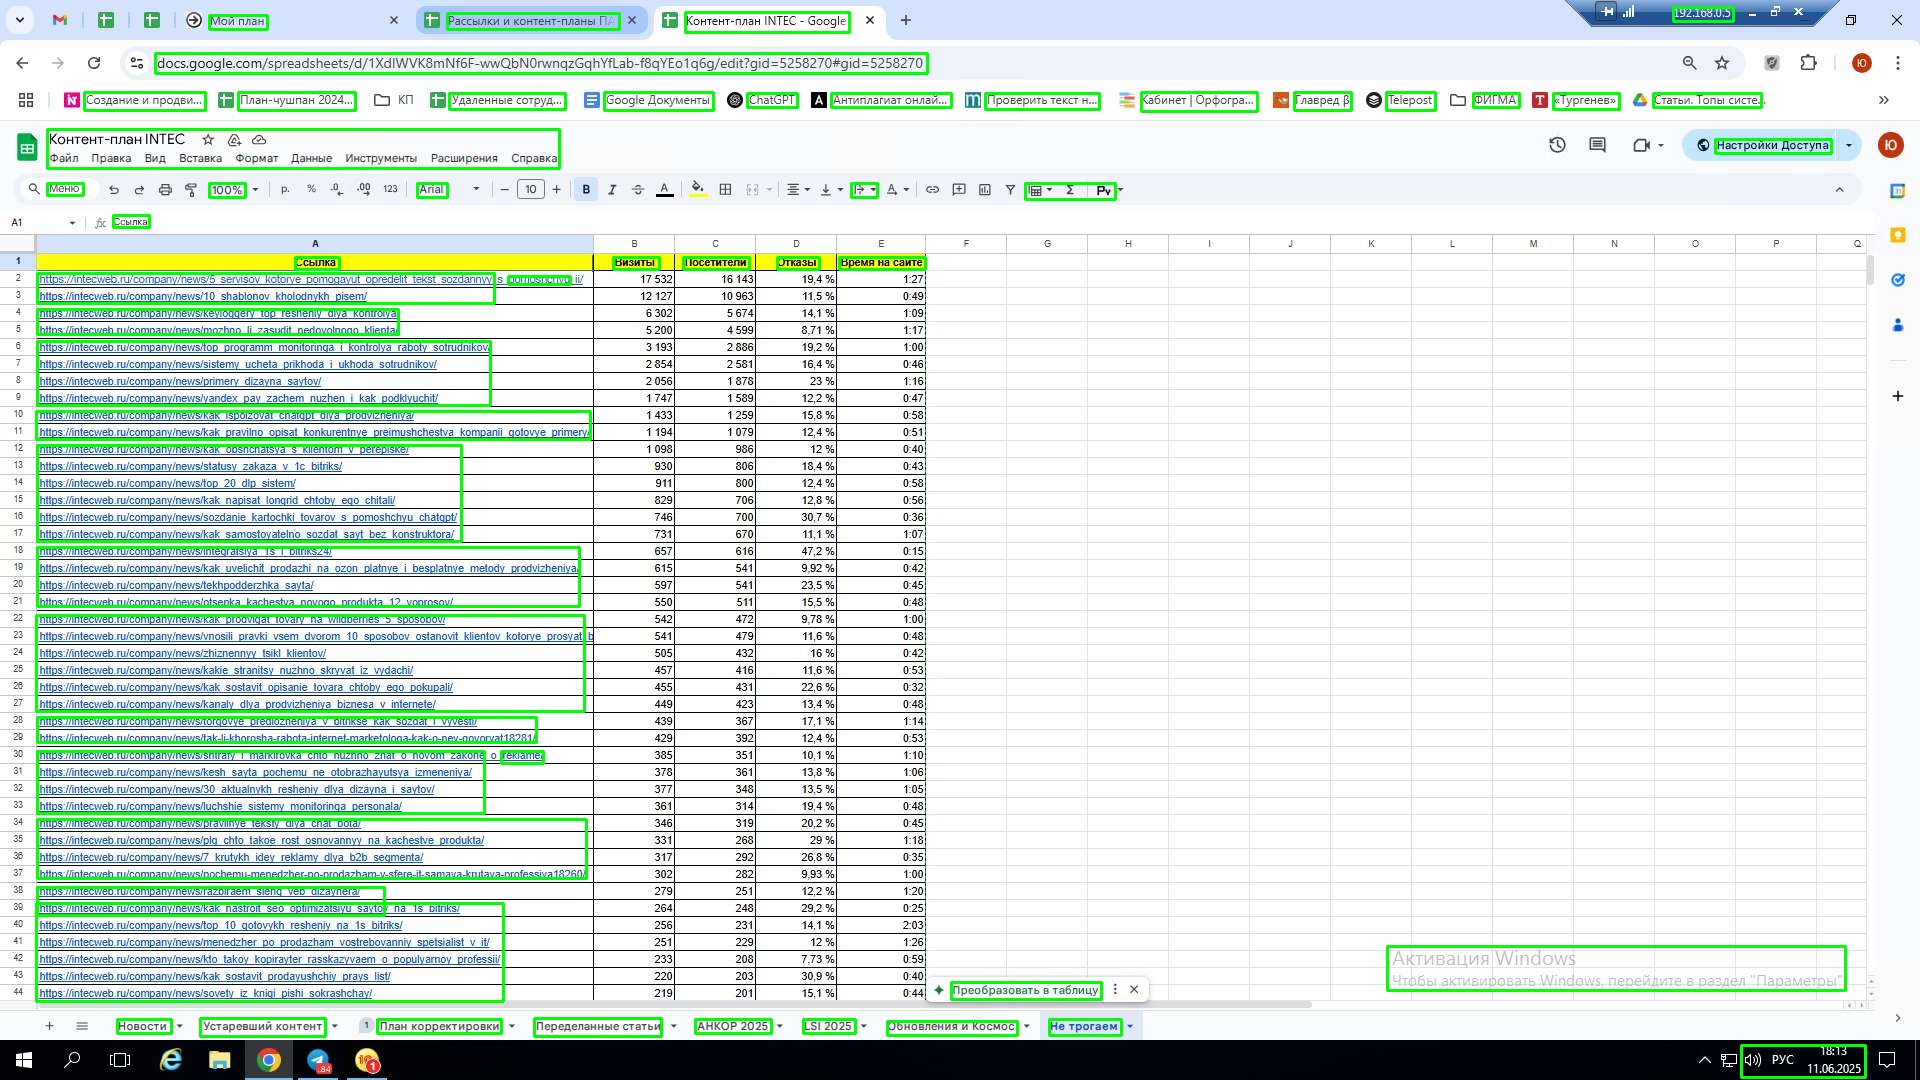 Мой план
Рассылки и контент-планы ПА
Контент-план INTEC - Google
192.168.0.5
docs.google.com/spreadsheets/d/1XdIWVK8mNf6F-wwQbN0rwnqzGqhYfLab-f8qYEo1q6g/edit?gid=5258270#gid=5258270
Создание и продви...
План-чушпан 2024...
КП
Удаленные сотруд...
Google Документы
ChatGPT
Антиплагиат онлай...
Проверить текст н...
Кабинет | Орфогра...
Главред β
Telepost
ФИГМА
«Тургенев»
Статьи. Топы систе...
Контент-план INTEC
Файл Правка Вид Вставка Формат Данные Инструменты Расширения Справка
Настройки Доступа
Меню 100% р. % .0 .00 123 Arial 10 B I
A1 fx Ссылка
A B C D E F G H I J K L M N O P Q
1 Ссылка Визиты Посетители Отказы Время на сайте
2 https://intecweb.ru/company/news/5_servisov_kotorye_pomogayut_opredelit_tekst_sozdannyy_s_pomoshchyu_ii/ 17 532 16 143 19,4 % 1:27
3 https://intecweb.ru/company/news/10_shablonov_kholodnykh_pisem/ 12 127 10 963 11,5 % 0:49
4 https://intecweb.ru/company/news/keyloggery_top_resheniy_dlya_kontrolya 6 302 5 674 14,1 % 1:09
5 https://intecweb.ru/company/news/mozhno_li_zasudit_nedovolnogo_klienta/ 5 200 4 599 8,71 % 1:17
6 https://intecweb.ru/company/news/top_programm_monitoringa_i_kontrolya_raboty_sotrudnikov/ 3 193 2 886 19,2 % 1:00
7 https://intecweb.ru/company/news/sistemy_ucheta_prikhoda_i_ukhoda_sotrudnikov/ 2 854 2 581 16,4 % 0:46
8 https://intecweb.ru/company/news/primery_dizayna_saytov/ 2 056 1 878 23 % 1:16
9 https://intecweb.ru/company/news/yandex_pay_zachem_nuzhen_i_kak_podklyuchit/ 1 747 1 589 12,2 % 0:47
10 https://intecweb.ru/company/news/kak_ispolzovat_chatgpt_dlya_prodvizheniya/ 1 433 1 259 15,8 % 0:58
11 https://intecweb.ru/company/news/kak_pravilno_opisat_konkurentnye_preimushchestva_kompanii_gotovye_primery/ 1 194 1 079 12,4 % 0:51
12 https://intecweb.ru/company/news/kak_obshchatsya_s_klientom_v_perepiske/ 1 098 986 12 % 0:40
13 https://intecweb.ru/company/news/statusy_zakaza_v_1c_bitriks/ 930 806 18,4 % 0:43
14 https://intecweb.ru/company/news/top_20_dlp_sistem/ 911 800 12,4 % 0:58
15 https://intecweb.ru/company/news/kak_napisat_longrid_chtoby_ego_chitali/ 829 706 12,8 % 0:56
16 https://intecweb.ru/company/news/sozdanie_kartochki_tovarov_s_pomoshchyu_chatgpt/ 746 700 30,7 % 0:36
17 https://intecweb.ru/company/news/kak_samostoyatelno_sozdat_sayt_bez_konstruktora/ 731 670 11,1 % 1:07
18 https://intecweb.ru/company/news/integratsiya_1s_i_bitriks24/ 657 616 47,2 % 0:15
19 https://intecweb.ru/company/news/kak_uvelichit_prodazhi_na_ozon_platnye_i_besplatnye_metody_prodvizheniya/ 615 541 9,92 % 0:42
20 https://intecweb.ru/company/news/tekhpodderzhka_sayta/ 597 541 23,5 % 0:45
21 https://intecweb.ru/company/news/otsenka_kachestva_novogo_produkta_12_voprosov/ 550 511 15,5 % 0:48
22 https://intecweb.ru/company/news/kak_prodvigat_tovary_na_wildberries_5_sposobov/ 542 472 9,78 % 1:00
23 https://intecweb.ru/company/news/vnosili_pravki_vsem_dvorom_10_sposobov_ostanovit_klientov_kotorye_prosyat_b 541 479 11,6 % 0:48
24 https://intecweb.ru/company/news/zhiznennyy_tsikl_klientov/ 505 432 16 % 0:42
25 https://intecweb.ru/company/news/kakie_stranitsy_nuzhno_skryvat_iz_vydachi/ 457 416 11,6 % 0:53
26 https://intecweb.ru/company/news/kak_sostavit_opisanie_tovara_chtoby_ego_pokupali/ 455 431 22,6 % 0:32
27 https://intecweb.ru/company/news/kanaly_dlya_prodvizheniya_biznesa_v_internete/ 449 423 13,4 % 0:48
28 https://intecweb.ru/company/news/torgovye_predlozheniya_v_bitrikse_kak_sozdat_i_vyvesti/ 439 367 17,1 % 1:14
29 https://intecweb.ru/company/news/tak-li-khorosha-rabota-internet-marketologa-kak-o-ney-govoryat18281/ 429 392 12,4 % 0:53
30 https://intecweb.ru/company/news/shtrafy_i_markirovka_chto_nuzhno_znat_o_novom_zakone_o_reklame/ 385 351 10,1 % 1:10
31 https://intecweb.ru/company/news/kesh_sayta_pochemu_ne_otobrazhayutsya_izmeneniya/ 378 361 13,8 % 1:06
32 https://intecweb.ru/company/news/30_aktualnykh_resheniy_dlya_dizayna_i_saytov/ 377 348 13,5 % 1:05
33 https://intecweb.ru/company/news/luchshie_sistemy_monitoringa_personala/ 361 314 19,4 % 0:48
34 https://intecweb.ru/company/news/pravilnye_teksty_dlya_chat_bota/ 346 319 20,2 % 0:45
35 https://intecweb.ru/company/news/plg_chto_takoe_rost_osnovannyy_na_kachestve_produkta/ 331 268 29 % 1:18
36 https://intecweb.ru/company/news/7_krutykh_idey_reklamy_dlya_b2b_segmenta/ 317 292 26,8 % 0:35
37 https://intecweb.ru/company/news/pochemu-menedzher-po-prodazham-v-sfere-it-samaya-krutaya-professiya18260/ 302 282 9,93 % 1:00
38 https://intecweb.ru/company/news/razbiraem_sleng_veb_dizaynera/ 279 251 12,2 % 1:20
39 https://intecweb.ru/company/news/kak_nastroit_seo_optimizatsiyu_saytov_na_1s_bitriks/ 264 248 29,2 % 0:25
40 https://intecweb.ru/company/news/top_10_gotovykh_resheniy_na_1s_bitriks/ 256 231 14,1 % 2:03
41 https://intecweb.ru/company/news/menedzher_po_prodazham_vostrebovanniy_spetsialist_v_it/ 251 229 12 % 1:26
42 https://intecweb.ru/company/news/kto_takoy_kopirayter_rasskazyvaem_o_populyarnoy_professii/ 233 208 7,73 % 0:59
43 https://intecweb.ru/company/news/kak_sostavit_prodayushchiy_prays_list/ 220 203 30,9 % 0:40
44 https://intecweb.ru/company/news/sovety_iz_knigi_pishi_sokrashchay/ 219 201 15,1 % 0:44
Активация Windows
Чтобы активировать Windows, перейдите в раздел "Параметры".
Преобразовать в таблицу
Новости
Устаревший контент
1 План корректировки
Переделанные статьи
АНКОР 2025
LSI 2025
Обновления и Космос
Не трогаем
84
1
РУС
18:13
11.06.2025